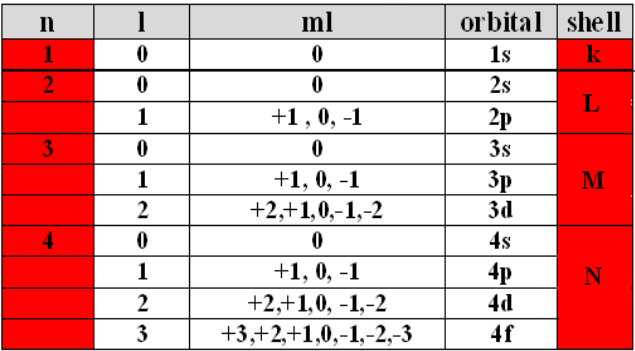 n l ml orbital shell
1 0 0 1s k
2 0 0 2s L
1 +1 , 0, -1 2p
3 0 0 3s
1 +1, 0, -1 3p M
2 +2,+1,0,-1,-2 3d
4 0 0 4s
1 +1, 0, -1 4p N
2 +2,+1,0, -1,-2 4d
3 +3,+2,+1,0,-1,-2,-3 4f